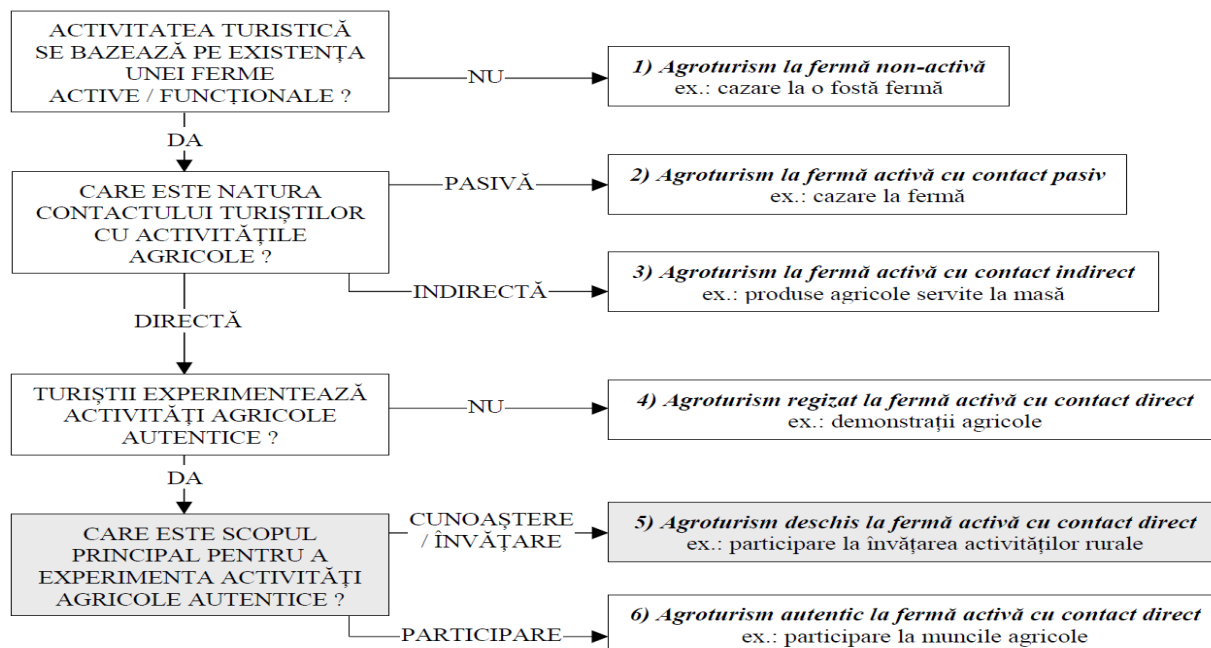 ACTIVITATEA TURISTICĂ
SE BAZEAZĂ PE EXISTENȚA
UNEI FERME
ACTIVE / FUNCȚIONALE ?
NU
1) Agroturism la fermă non-activă
ex.: cazare la o fostă fermă
DA
CARE ESTE NATURA
CONTACTULUI TURIȘTILOR
CU ACTIVITĂȚILE
AGRICOLE ?
PASIVĂ
2) Agroturism la fermă activă cu contact pasiv
ex.: cazare la fermă
INDIRECTĂ
3) Agroturism la fermă activă cu contact indirect
ex.: produse agricole servite la masă
DIRECTĂ
TURIȘTII EXPERIMENTEAZĂ
ACTIVITĂȚI AGRICOLE
AUTENTICE ?
NU
4) Agroturism regizat la fermă activă cu contact direct
ex.: demonstrații agricole
DA
CARE ESTE SCOPUL
PRINCIPAL PENTRU A
EXPERIMENTA ACTIVITĂȚI
AGRICOLE AUTENTICE ?
CUNOAȘTERE
/ ÎNVĂȚARE
5) Agroturism deschis la fermă activă cu contact direct
ex.: participare la învățarea activităților rurale
PARTICIPARE
6) Agroturism autentic la fermă activă cu contact direct
ex.: participare la muncile agricole